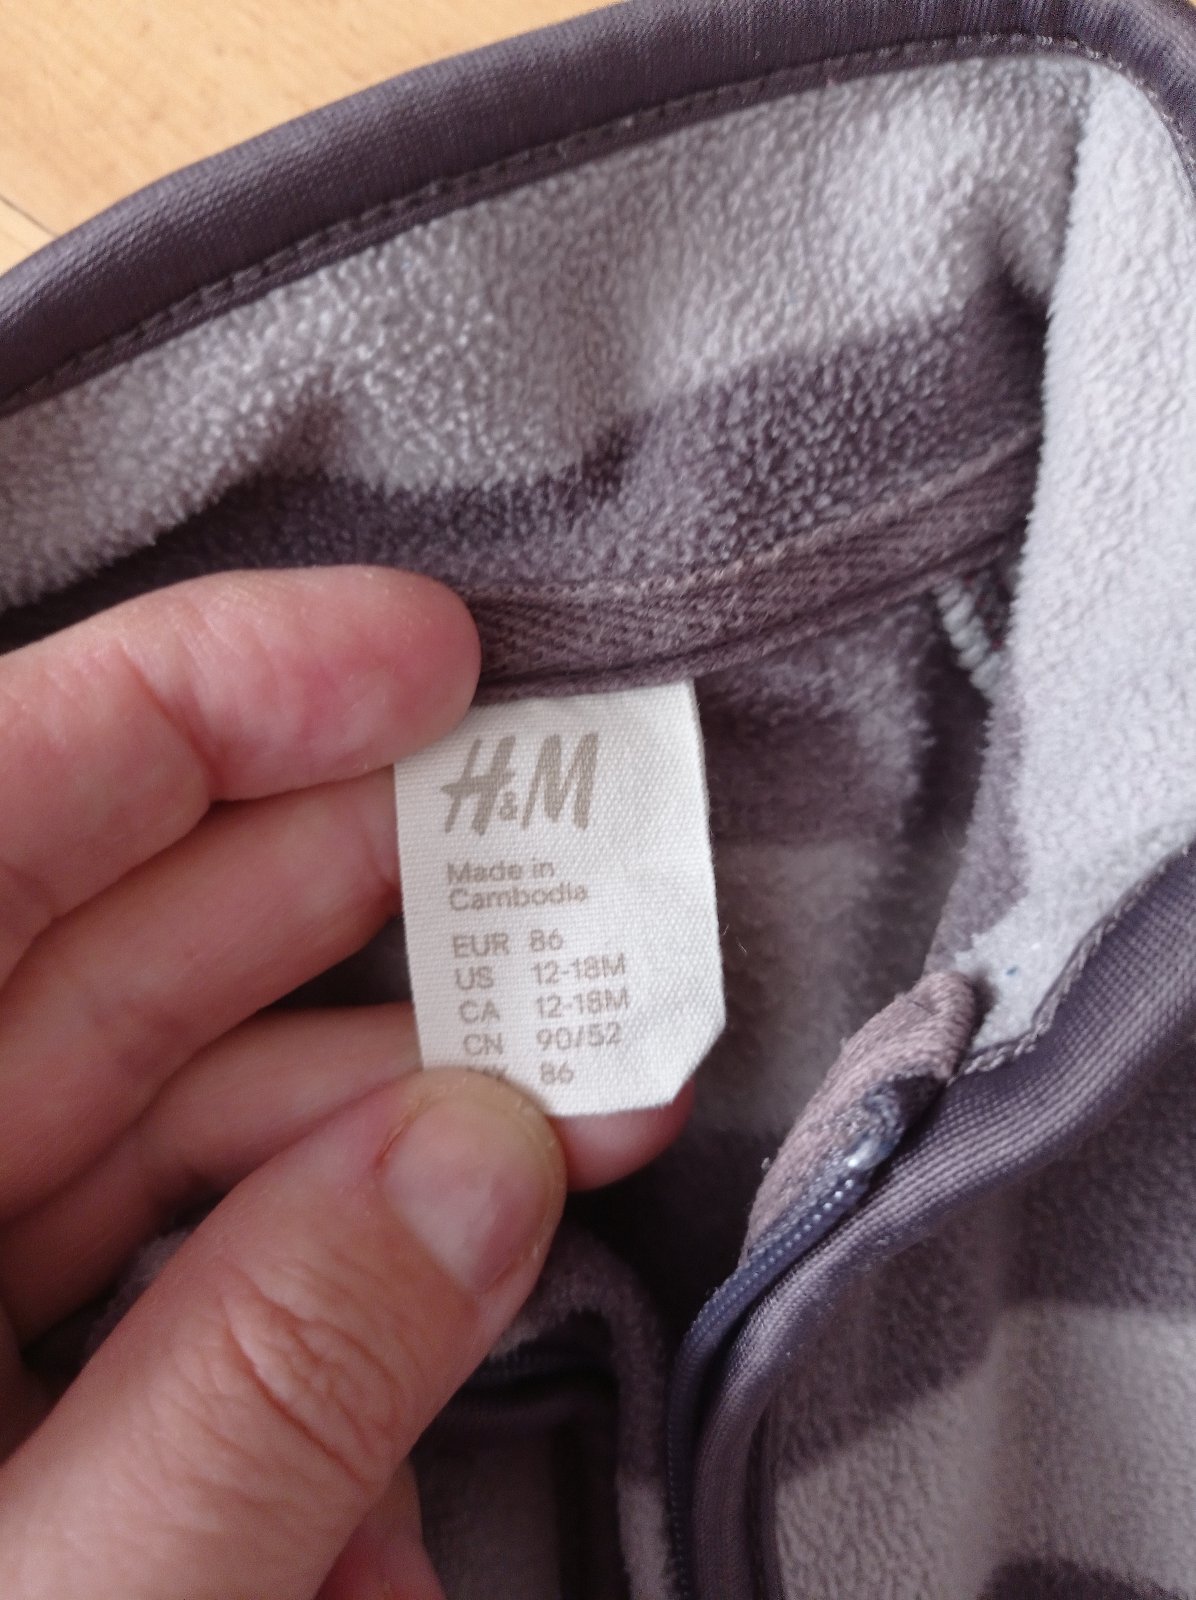 H&M
Made in
Cambodia
EUR 86
US 12-18M
CA 12-18M
CN 90/52
86